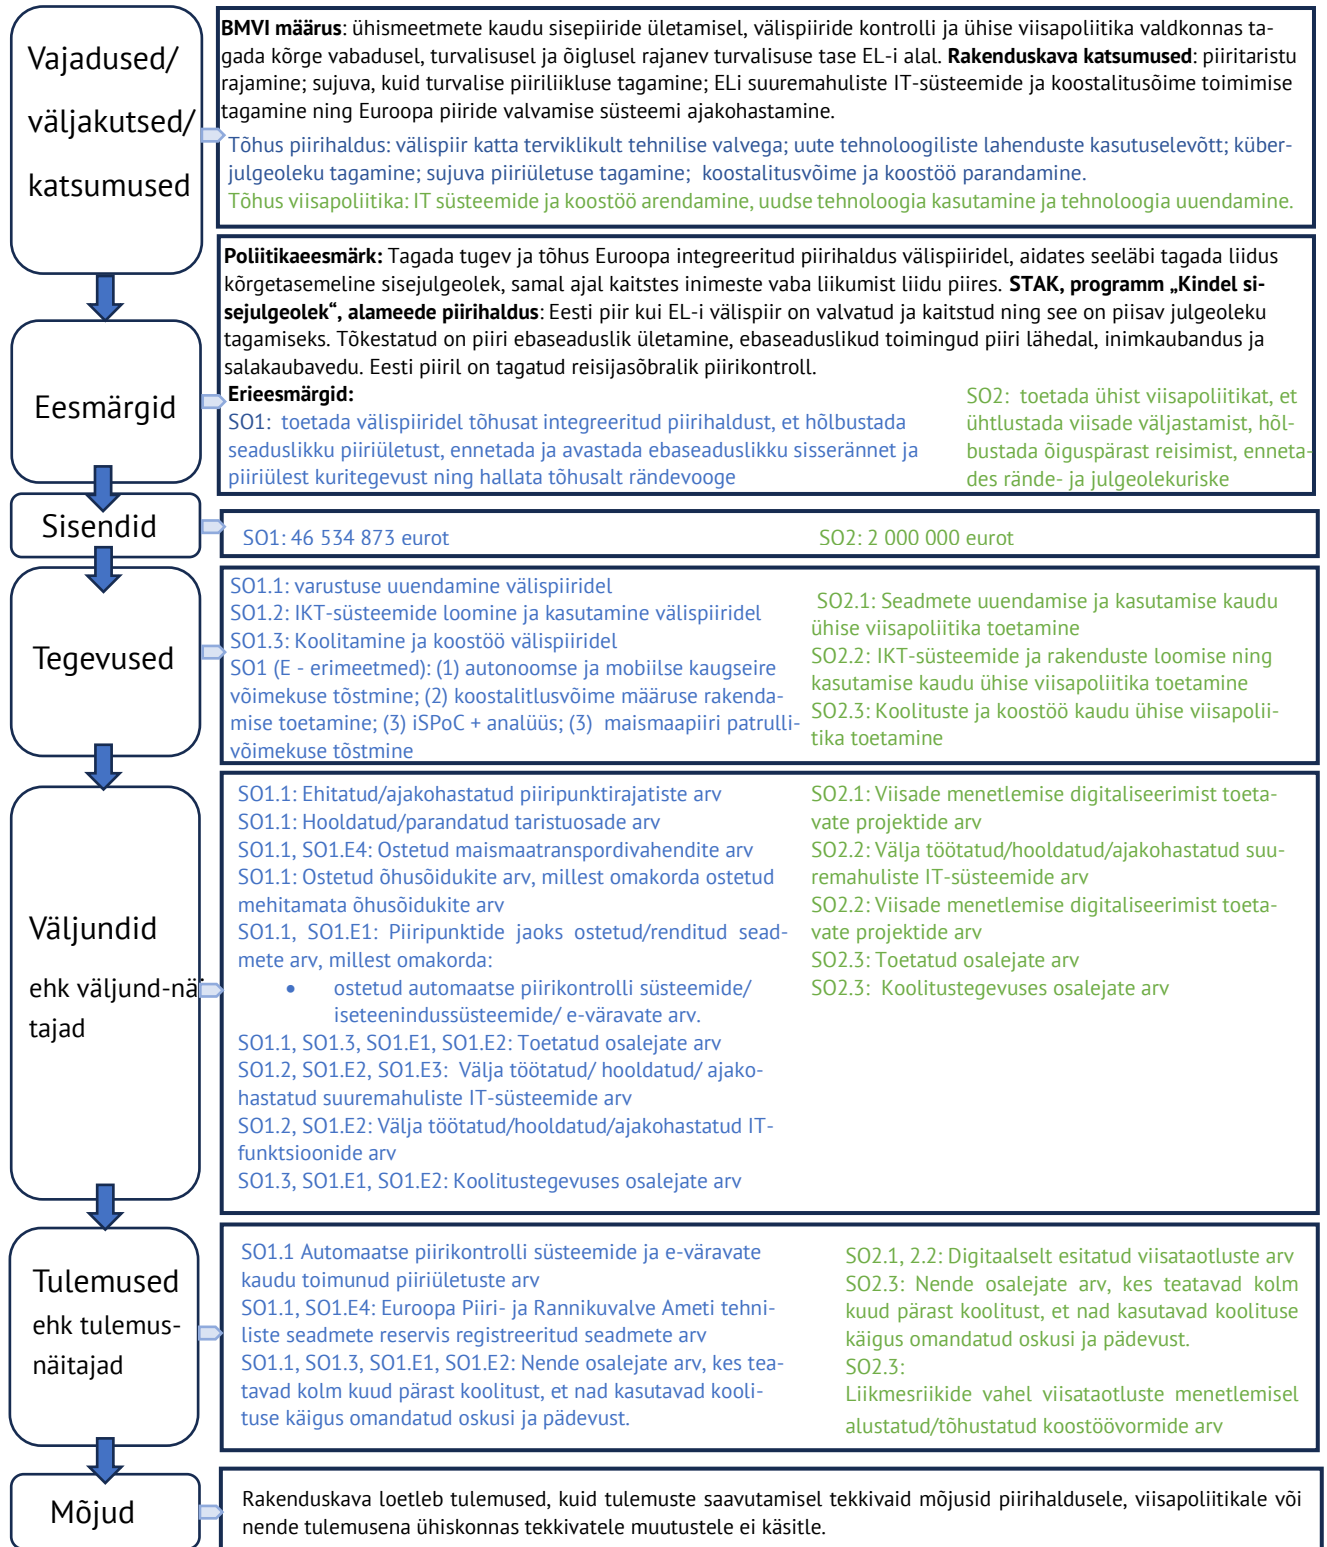 Vajadused/
väljakutsed/
katsumused
BMVI määrus: ühismeetmete kaudu sisepiiride ületamisel, välispiiride kontrolli ja ühise viisapoliitika valdkonnas ta-
gada kõrge vabadusel, turvalisusel ja õiglusel rajanev turvalisuse tase EL-i alal. Rakenduskava katsumused: piiritaristu
rajamine; sujuva, kuid turvalise piiriliikluse tagamine; ELi suuremahuliste IT-süsteemide ja koostalitusõime toimimise
tagamine ning Euroopa piiride valvamise süsteemi ajakohastamine.
Tõhus piirihaldus: välispiir katta terviklikult tehnilise valvega; uute tehnoloogiliste lahenduste kasutuselevõtt; küber-
julgeoleku tagamine; sujuva piiriületuse tagamine; koostalitusvõime ja koostöö parandamine.
Tõhus viisapoliitika: IT süsteemide ja koostöö arendamine, uudse tehnoloogia kasutamine ja tehnoloogia uuendamine.
Eesmärgid
Poliitikaeesmärk: Tagada tugev ja tõhus Euroopa integreeritud piirihaldus välispiiridel, aidates seeläbi tagada liidus
kõrgetasemeline sisejulgeolek, samal ajal kaitstes inimeste vaba liikumist liidu piires. STAK, programm „Kindel si-
sejulgeolek“, alameede piirihaldus: Eesti piir kui EL-i välispiir on valvatud ja kaitstud ning see on piisav julgeoleku
tagamiseks. Tõkestatud on piiri ebaseaduslik ületamine, ebaseaduslikud toimingud piiri lähedal, inimkaubandus ja
salakaubavedu. Eesti piiril on tagatud reisijasõbralik piirikontroll.
Erieesmärgid:
SO1: toetada välispiiridel tõhusat integreeritud piirihaldust, et hõlbustada
seaduslikku piiriületust, ennetada ja avastada ebaseaduslikku sisserännet ja
piiriülest kuritegevust ning hallata tõhusalt rändevooge
SO2: toetada ühist viisapoliitikat, et
ühtlustada viisade väljastamist, hõl-
bustada õiguspärast reisimist, enneta-
des rände- ja julgeolekuriske
Sisendid
SO1: 46 534 873 eurot
SO2: 2 000 000 eurot
Tegevused
SO1.1: varustuse uuendamine välispiiridel
SO1.2: IKT-süsteemide loomine ja kasutamine välispiiridel
SO1.3: Koolitamine ja koostöö välispiiridel
SO1 (E - erimeetmed): (1) autonoomse ja mobiilse kaugseire
võimekuse tõstmine; (2) koostalitlusvõime määruse rakenda-
mise toetamine; (3) iSPoC + analüüs; (3) maismaapiiri patrulli-
võimekuse tõstmine
SO2.1: Seadmete uuendamise ja kasutamise kaudu
ühise viisapoliitika toetamine
SO2.2: IKT-süsteemide ja rakenduste loomise ning
kasutamise kaudu ühise viisapoliitika toetamine
SO2.3: Koolituste ja koostöö kaudu ühise viisapolii-
tika toetamine
Väljundid
ehk väljund-näi
tajad
SO1.1: Ehitatud/ajakohastatud piiripunktirajatiste arv
SO1.1: Hooldatud/parandatud taristuosade arv
SO1.1, SO1.E4: Ostetud maismaatranspordivahendite arv
SO1.1: Ostetud õhusõidukite arv, millest omakorda ostetud
mehitamata õhusõidukite arv
SO1.1, SO1.E1: Piiripunktide jaoks ostetud/renditud sead-
mete arv, millest omakorda:
• ostetud automaatse piirikontrolli süsteemide/
iseteenindussüsteemide/ e-väravate arv.
SO1.1, SO1.3, SO1.E1, SO1.E2: Toetatud osalejate arv
SO1.2, SO1.E2, SO1.E3: Välja töötatud/ hooldatud/ ajako-
hastatud suuremahuliste IT-süsteemide arv
SO1.2, SO1.E2: Välja töötatud/hooldatud/ajakohastatud IT-
funktsioonide arv
SO1.3, SO1.E1, SO1.E2: Koolitustegevuses osalejate arv
SO2.1: Viisade menetlemise digitaliseerimist toeta-
vate projektide arv
SO2.2: Välja töötatud/hooldatud/ajakohastatud suu-
remahuliste IT-süsteemide arv
SO2.2: Viisade menetlemise digitaliseerimist toeta-
vate projektide arv
SO2.3: Toetatud osalejate arv
SO2.3: Koolitustegevuses osalejate arv
Tulemused
ehk tulemus-
näitajad
SO1.1 Automaatse piirikontrolli süsteemide ja e-väravate
kaudu toimunud piiriületuste arv
SO1.1, SO1.E4: Euroopa Piiri- ja Rannikuvalve Ameti tehni-
liste seadmete reservis registreeritud seadmete arv
SO1.1, SO1.3, SO1.E1, SO1.E2: Nende osalejate arv, kes tea-
tavad kolm kuud pärast koolitust, et nad kasutavad kooli-
tuse käigus omandatud oskusi ja pädevust.
SO2.1, 2.2: Digitaalselt esitatud viisataotluste arv
SO2.3: Nende osalejate arv, kes teatavad kolm
kuud pärast koolitust, et nad kasutavad koolituse
käigus omandatud oskusi ja pädevust.
SO2.3:
Liikmesriikide vahel viisataotluste menetlemisel
alustatud/tõhustatud koostöövormide arv
Mõjud
Rakenduskava loetleb tulemused, kuid tulemuste saavutamisel tekkivaid mõjusid piirihaldusele, viisapoliitikale või
nende tulemusena ühiskonnas tekkivatele muutustele ei käsitle.